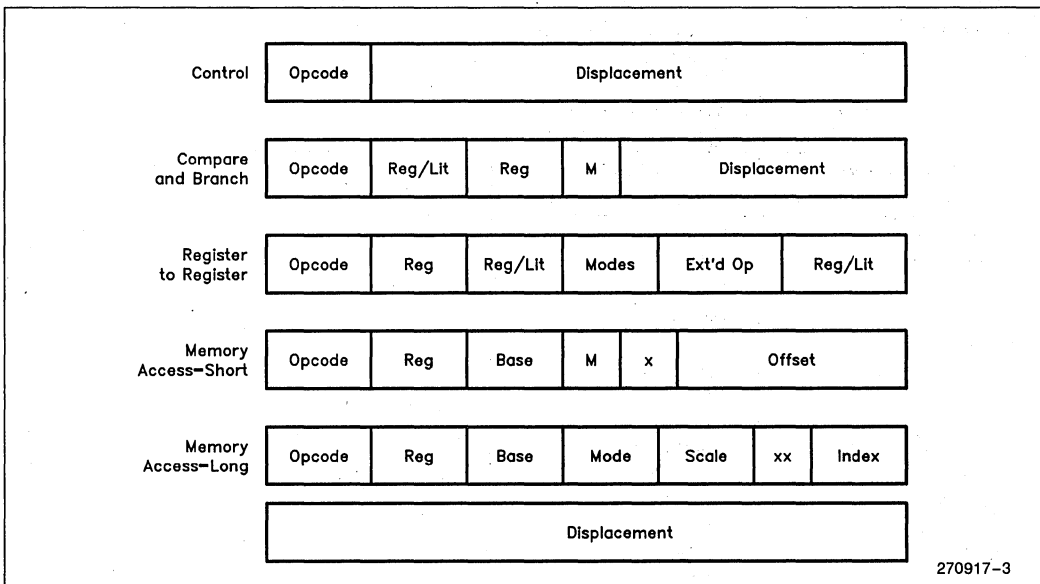 Control Opcode Displacement
Compare
and Branch Opcode Reg/Lit Reg M Displacement
Register
to Register Opcode Reg Reg/Lit Modes Ext'd Op Reg/Lit
Memory
Access-Short Opcode Reg Base M x Offset
Memory
Access-Long Opcode Reg Base Mode Scale xx Index
Displacement
270917-3